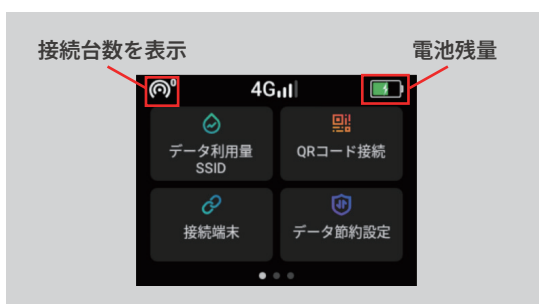 接続台数を表示
電池残量
0
4G
データ利用量
SSID
QRコード接続
接続端末
データ節約設定